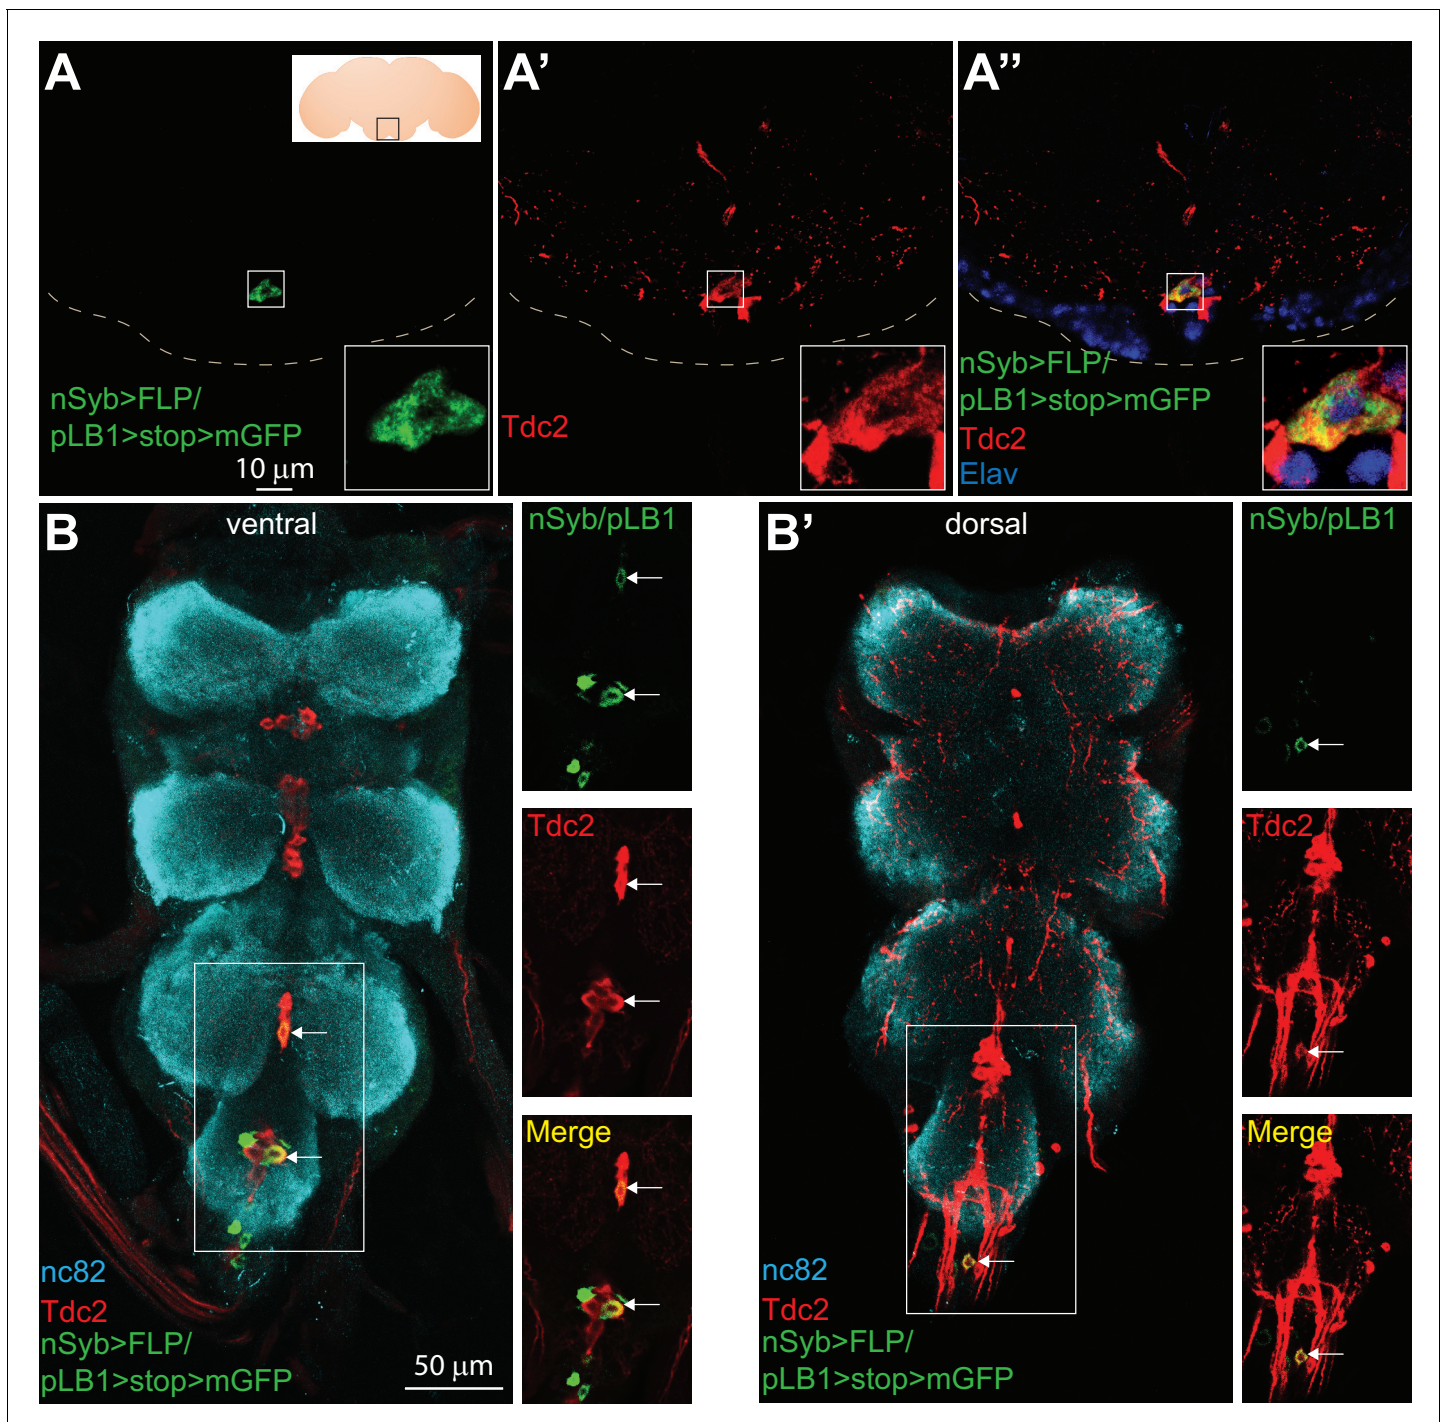 A
nSyb>FLP/
pLB1>stop>mGFP
10 µm
A'
Tdc2
A''
nSyb>FLP/
pLB1>stop>mGFP
Tdc2
Elav
B
ventral
nc82
Tdc2
nSyb>FLP/
pLB1>stop>mGFP
50 µm
nSyb/pLB1
Tdc2
Merge
B'
dorsal
nc82
Tdc2
nSyb>FLP/
pLB1>stop>mGFP
nSyb/pLB1
Tdc2
Merge